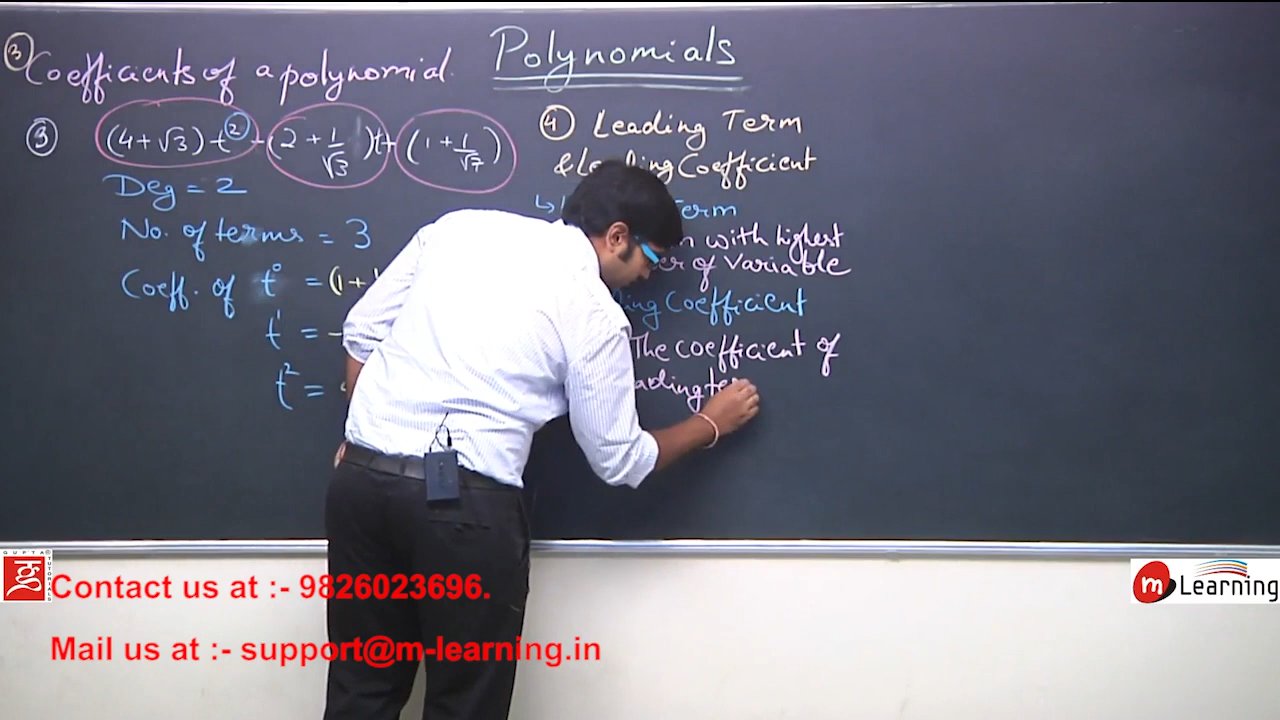 Polynomials
③ Coefficients of a polynomial.
③ (4+√3)t² - (2+1/√3)t + (1+1/√7)
Deg = 2
No. of terms = 3
Coeff. of t⁰ = (1+
t¹ = -
t² =
④ Leading Term
& Leading Coefficient
↳ Term
with highest
of Variable
Coefficient
The coefficient of
GUPTA TUTORIALS
Contact us at :- 9826023696.
Mail us at :- support@m-learning.in
m Learning